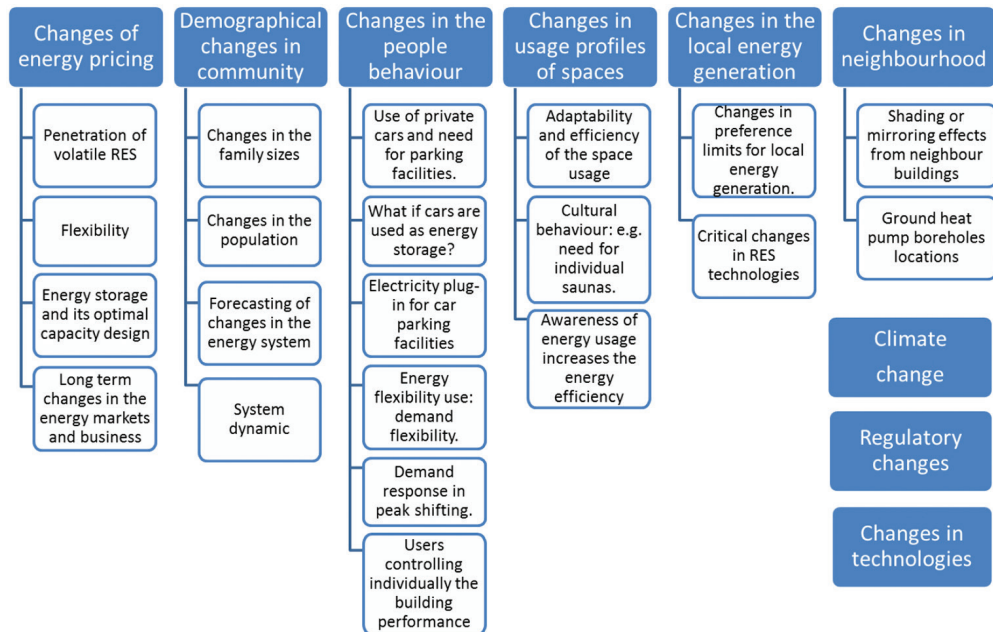 Changes of
energy pricing
Penetration of
volatile RES
Flexibility
Energy storage
and its optimal
capacity design
Long term
changes in the
energy markets
and business
Demographical
changes in
community
Changes in the
family sizes
Changes in the
population
Forecasting of
changes in the
energy system
System
dynamic
Changes in the
people
behaviour
Use of private
cars and need
for parking
facilities.
What if cars are
used as energy
storage?
Electricity plug-
in for car
parking
facilities
Energy
flexibility use:
demand
flexibility.
Demand
response in
peak shifting.
Users
controlling
individually the
building
performance
Changes in
usage profiles
of spaces
Adaptability
and efficiency
of the space
usage
Cultural
behaviour: e.g.
need for
individual
saunas.
Awareness of
energy usage
increases the
energy
efficiency
Changes in the
local energy
generation
Changes in
preference
limits for local
energy
generation.
Critical changes
in RES
technologies
Changes in
neighbourhood
Shading or
mirroring effects
from neighbour
buildings
Ground heat
pump boreholes
locations
Climate
change
Regulatory
changes
Changes in
technologies